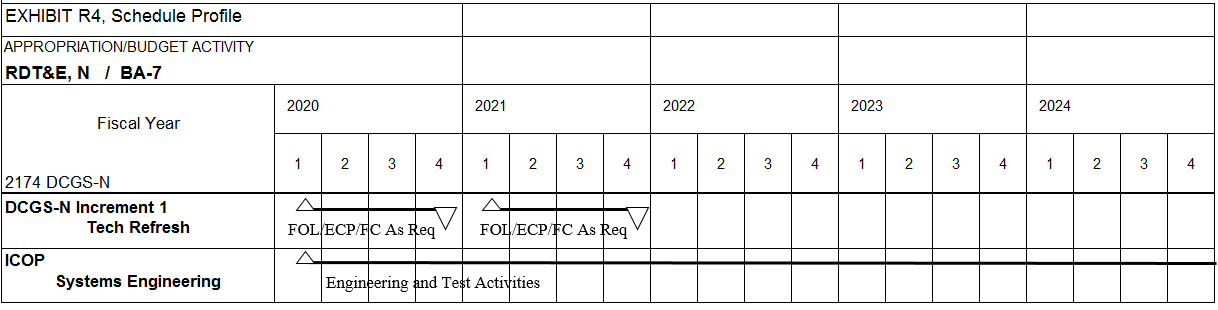 EXHIBIT R4, Schedule Profile
APPROPRIATION/BUDGET ACTIVITY
RDT&E, N / BA-7
2020 2021 2022 2023 2024
Fiscal Year
1 2 3 4 1 2 3 4 1 2 3 4 1 2 3 4 1 2 3 4
2174 DCGS-N
DCGS-N Increment 1
Tech Refresh
FOL/ECP/FC As Req FOL/ECP/FC As Req
ICOP
Systems Engineering
Engineering and Test Activities